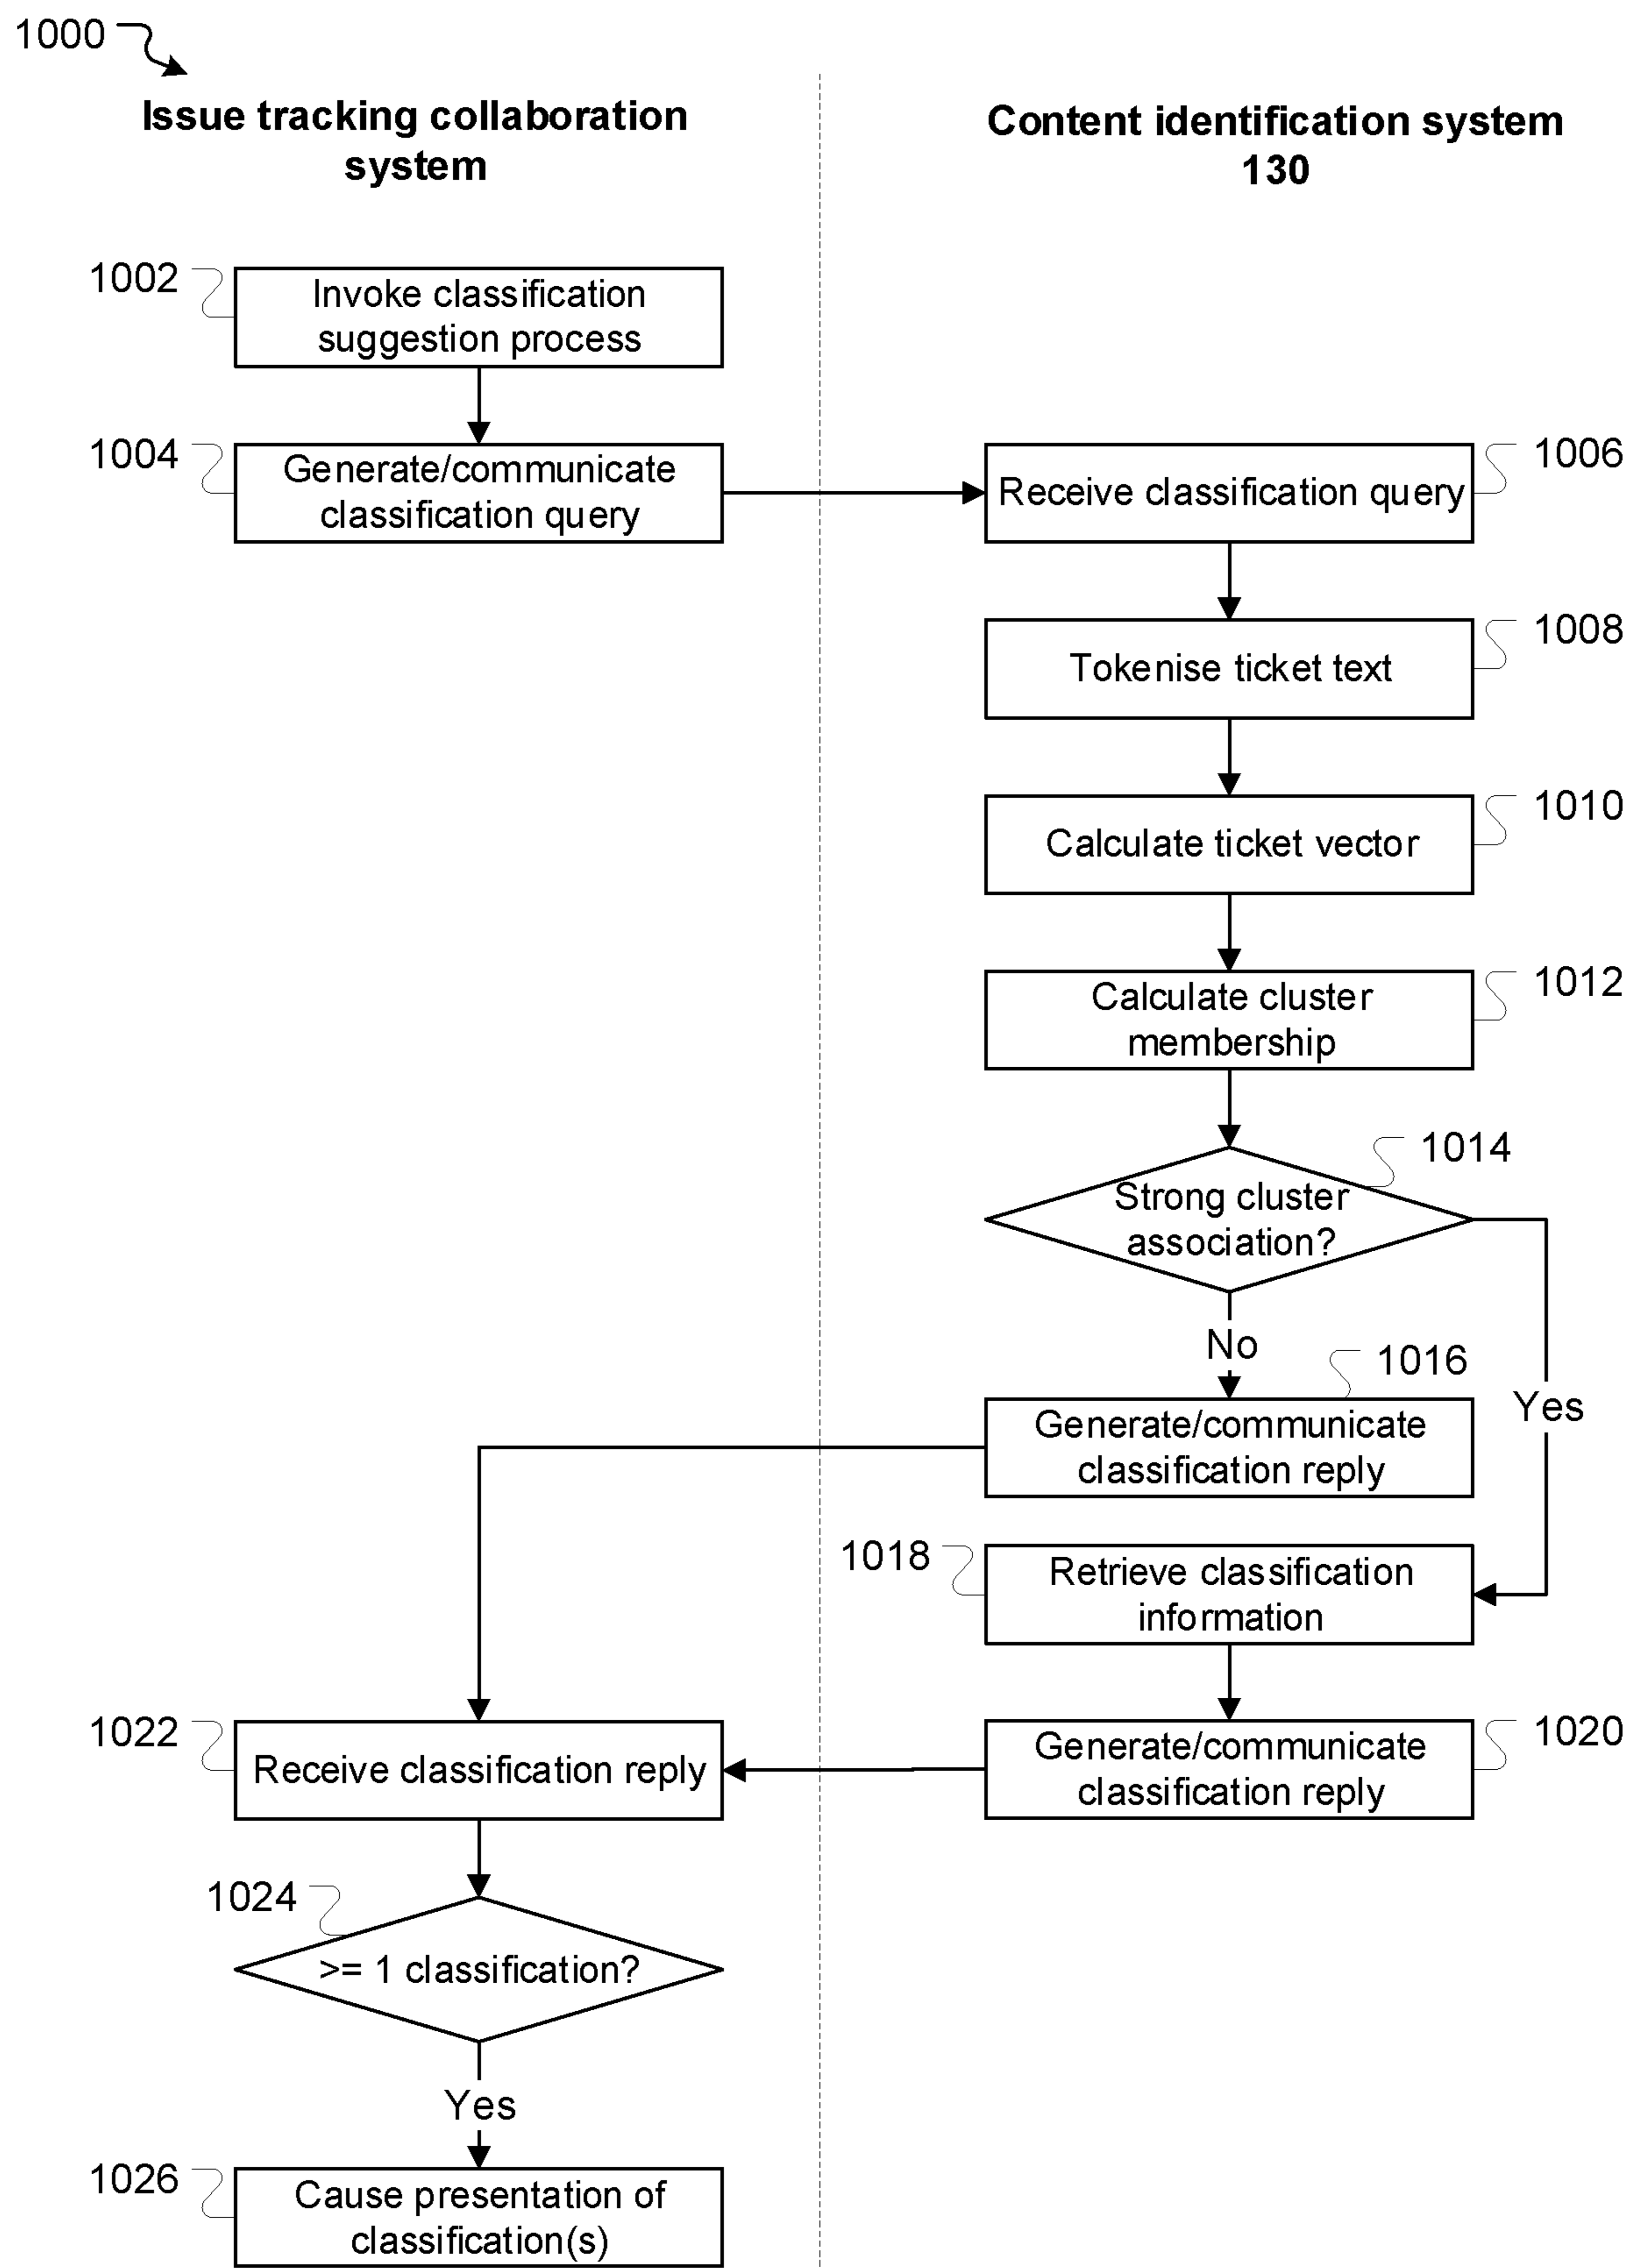 1000
Issue tracking collaboration
system
Content identification system
130
1002
Invoke classification
suggestion process
1004
Generate/communicate
classification query
1006
Receive classification query
1008
Tokenise ticket text
1010
Calculate ticket vector
1012
Calculate cluster
membership
1014
Strong cluster
association?
No
Yes
1016
Generate/communicate
classification reply
1018
Retrieve classification
information
1020
Generate/communicate
classification reply
1022
Receive classification reply
1024
>= 1 classification?
Yes
1026
Cause presentation of
classification(s)